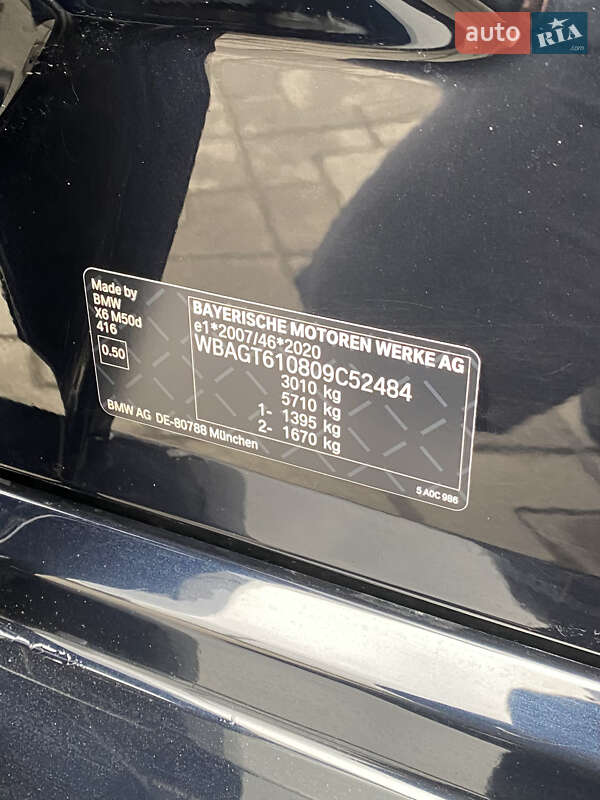 auto RIA .com
Made by
BMW
X6 M50d
416
0.50
BAYERISCHE MOTOREN WERKE AG
e1*2007/46*2020
WBAGT610809C52484
3010 kg
5710 kg
1- 1395 kg
2- 1670 kg
BMW AG DE-80788 München
5 A0C 986